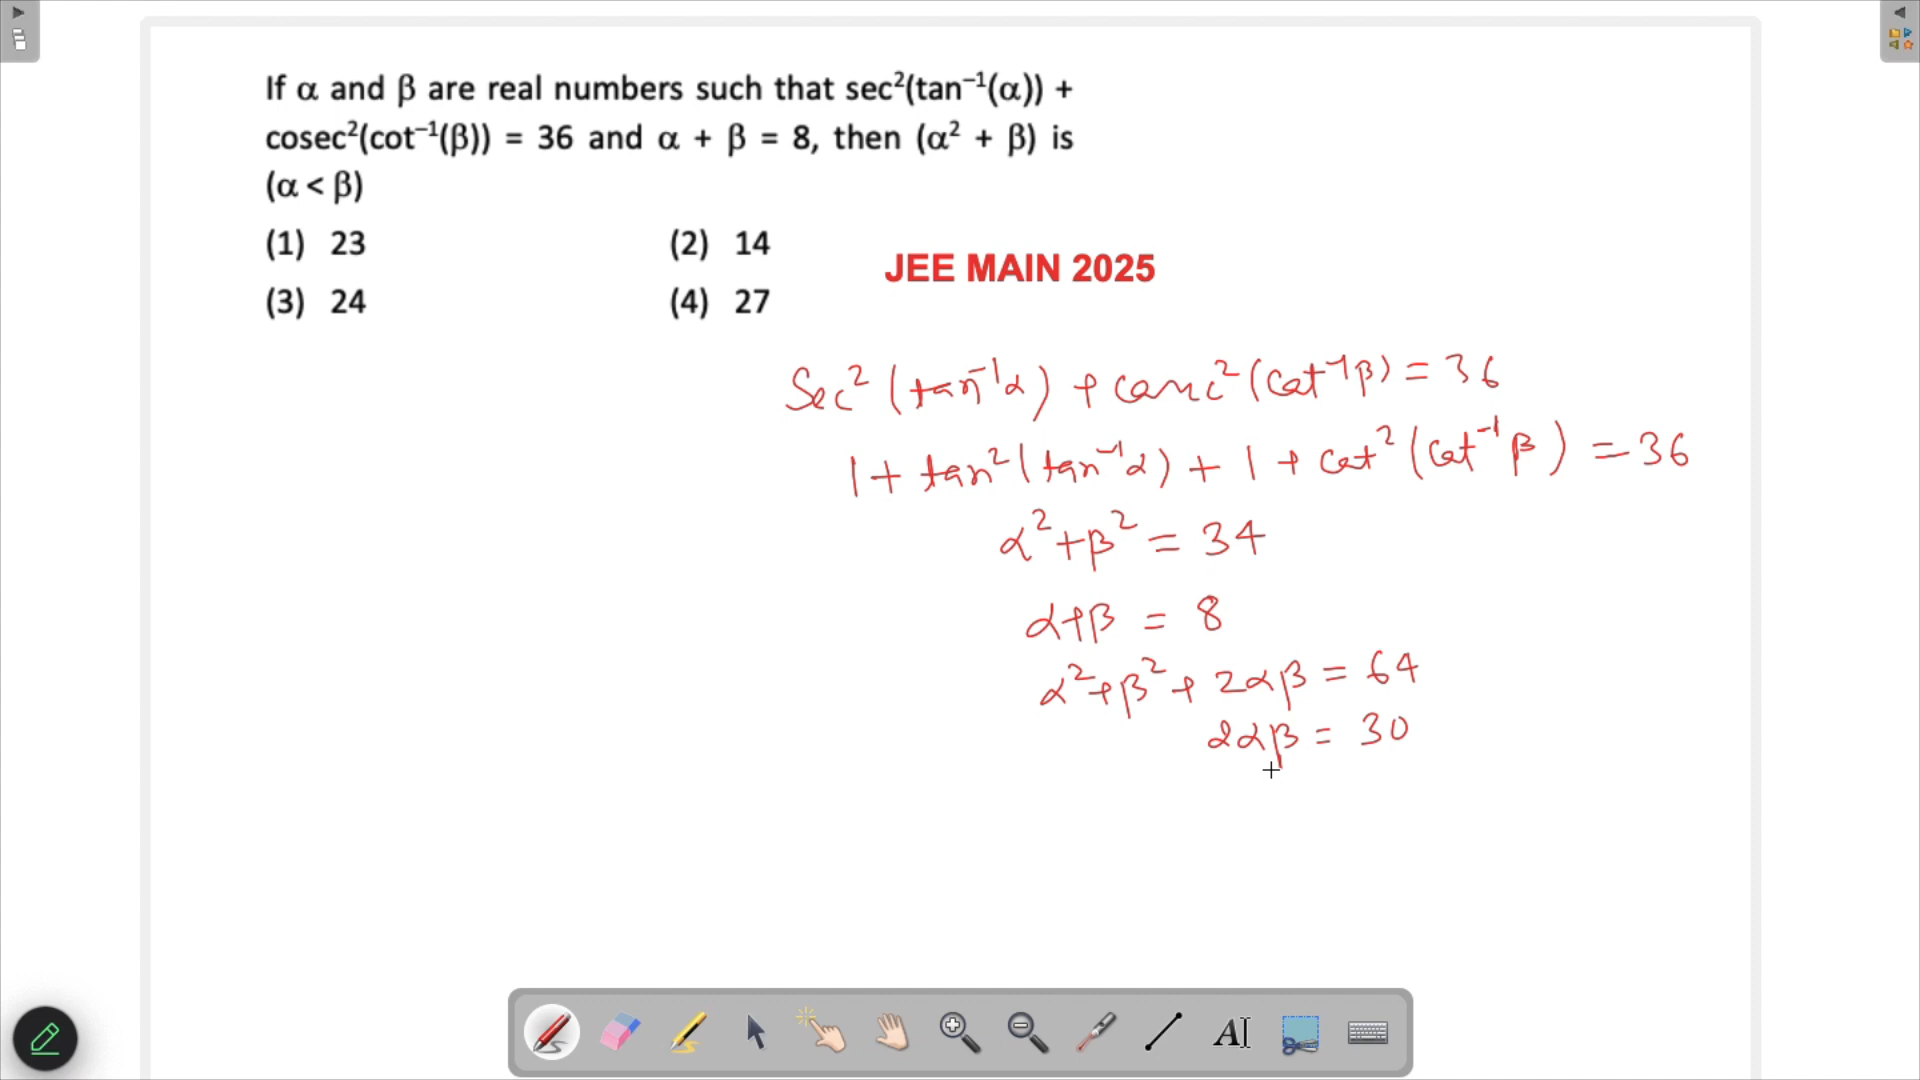 If α and β are real numbers such that sec²(tan⁻¹(α)) +
cosec²(cot⁻¹(β)) = 36 and α + β = 8, then (α² + β) is
(α < β)
(1) 23 (2) 14
(3) 24 (4) 27
JEE MAIN 2025
Sec² (tan⁻¹α) + cosec² (cot⁻¹β) = 36
1 + tan² (tan⁻¹α) + 1 + cot² (cot⁻¹β) = 36
α² + β² = 34
α + β = 8
α² + β² + 2αβ = 64
2αβ = 30